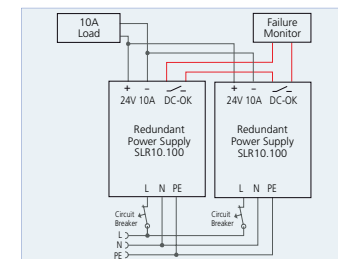 10A
Load
Failure
Monitor
+ –
24V 10A DC-OK
+ –
24V 10A DC-OK
Redundant
Power Supply
SLR10.100
Redundant
Power Supply
SLR10.100
L N PE
L N PE
Circuit
Breaker
Circuit
Breaker
L
N
PE